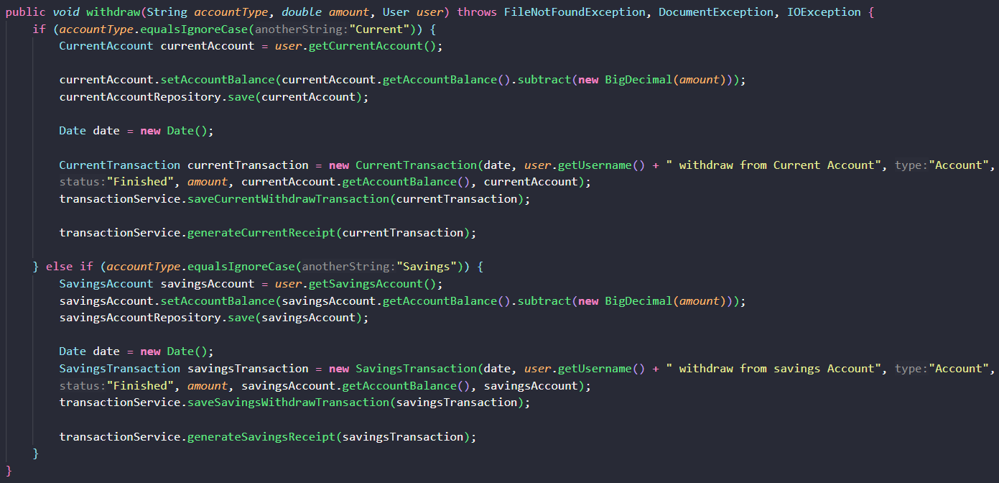 public void withdraw(String accountType, double amount, User user) throws FileNotFoundException, DocumentException, IOException {
    if (accountType.equalsIgnoreCase(anotherString:"Current")) {
        CurrentAccount currentAccount = user.getCurrentAccount();

        currentAccount.setAccountBalance(currentAccount.getAccountBalance().subtract(new BigDecimal(amount)));
        currentAccountRepository.save(currentAccount);

        Date date = new Date();

        CurrentTransaction currentTransaction = new CurrentTransaction(date, user.getUsername() + " withdraw from Current Account", type:"Account",
        status:"Finished", amount, currentAccount.getAccountBalance(), currentAccount);
        transactionService.saveCurrentWithdrawTransaction(currentTransaction);

        transactionService.generateCurrentReceipt(currentTransaction);

    } else if (accountType.equalsIgnoreCase(anotherString:"Savings")) {
        SavingsAccount savingsAccount = user.getSavingsAccount();
        savingsAccount.setAccountBalance(savingsAccount.getAccountBalance().subtract(new BigDecimal(amount)));
        savingsAccountRepository.save(savingsAccount);

        Date date = new Date();
        SavingsTransaction savingsTransaction = new SavingsTransaction(date, user.getUsername() + " withdraw from savings Account", type:"Account",
        status:"Finished", amount, savingsAccount.getAccountBalance(), savingsAccount);
        transactionService.saveSavingsWithdrawTransaction(savingsTransaction);

        transactionService.generateSavingsReceipt(savingsTransaction);
    }
}